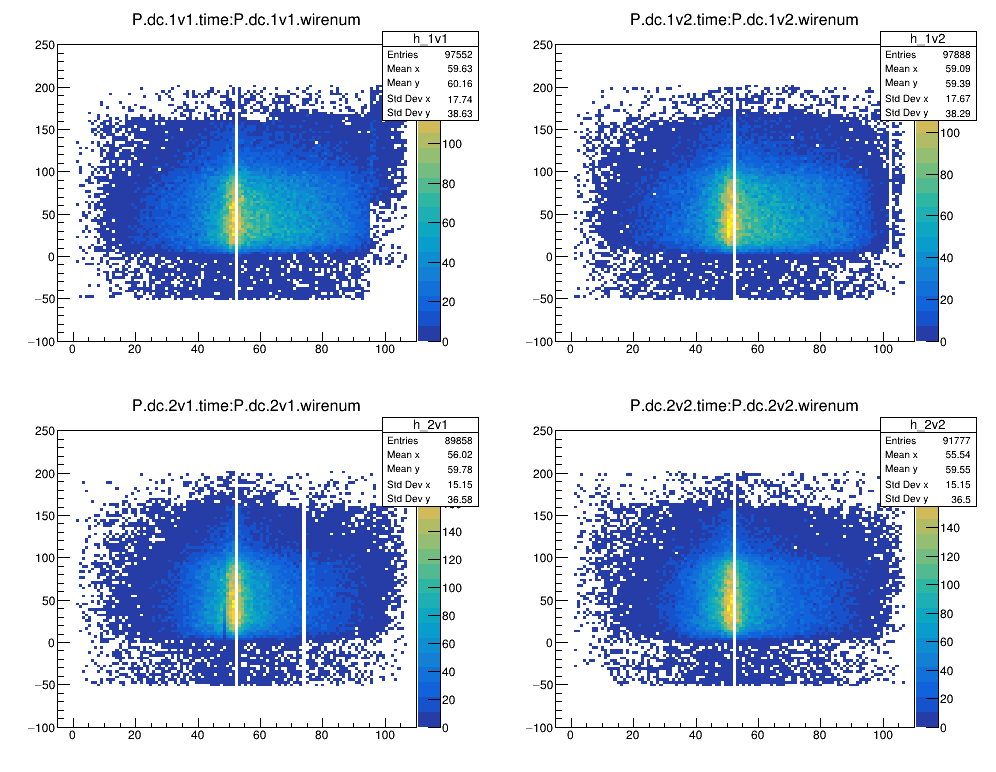 P.dc.1v1.time:P.dc.1v1.wirenum
h_1v1
Entries 97552
Mean x 59.63
Mean y 60.16
Std Dev x 17.74
Std Dev y 38.63
250
200
150
100
50
0
−50
−100
0 20 40 60 80 100
100
80
60
40
20
0
P.dc.1v2.time:P.dc.1v2.wirenum
h_1v2
Entries 97888
Mean x 59.09
Mean y 59.39
Std Dev x 17.67
Std Dev y 38.29
250
200
150
100
50
0
−50
−100
0 20 40 60 80 100
100
80
60
40
20
0
P.dc.2v1.time:P.dc.2v1.wirenum
h_2v1
Entries 89858
Mean x 56.02
Mean y 59.78
Std Dev x 15.15
Std Dev y 36.58
250
200
150
100
50
0
−50
−100
0 20 40 60 80 100
140
120
100
80
60
40
20
0
P.dc.2v2.time:P.dc.2v2.wirenum
h_2v2
Entries 91777
Mean x 55.54
Mean y 59.55
Std Dev x 15.15
Std Dev y 36.5
250
200
150
100
50
0
−50
−100
0 20 40 60 80 100
140
120
100
80
60
40
20
0